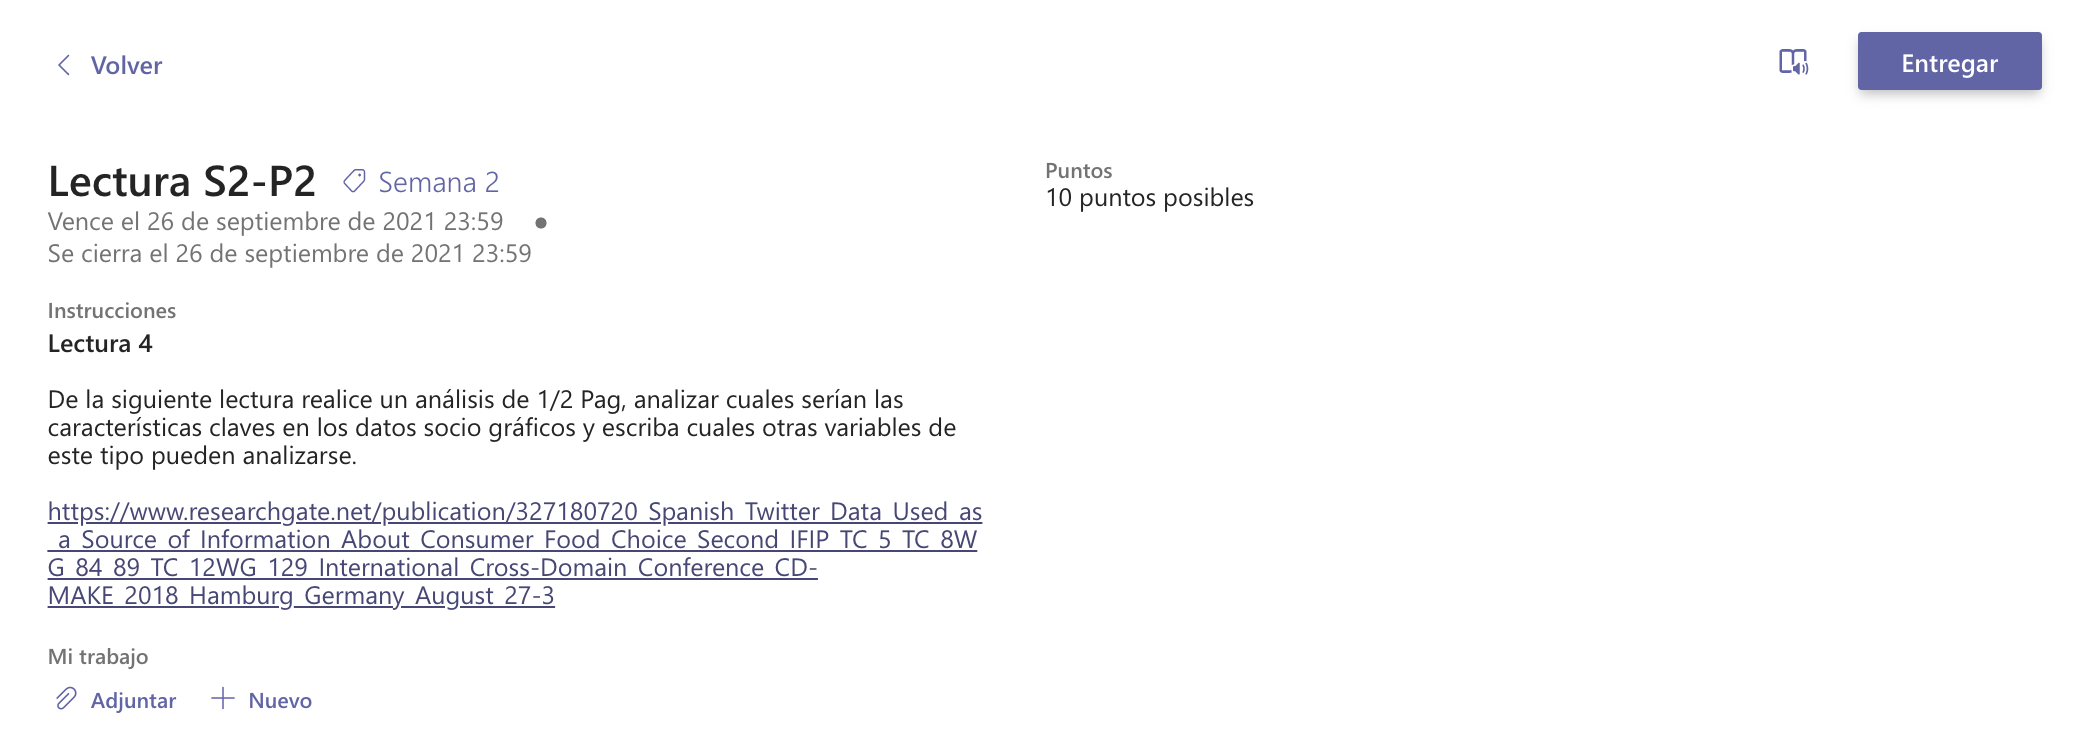 Volver
Entregar
Lectura S2-P2
Semana 2
Vence el 26 de septiembre de 2021 23:59 •
Se cierra el 26 de septiembre de 2021 23:59
Puntos
10 puntos posibles
Instrucciones
Lectura 4
De la siguiente lectura realice un análisis de 1/2 Pag, analizar cuales serían las
características claves en los datos socio gráficos y escriba cuales otras variables de
este tipo pueden analizarse.
https://www.researchgate.net/publication/327180720_Spanish_Twitter_Data_Used_as
_a_Source_of_Information_About_Consumer_Food_Choice_Second_IFIP_TC_5_TC_8W
G_84_89_TC_12WG_129_International_Cross-Domain_Conference_CD-
MAKE_2018_Hamburg_Germany_August_27-3
Mi trabajo
Adjuntar
Nuevo